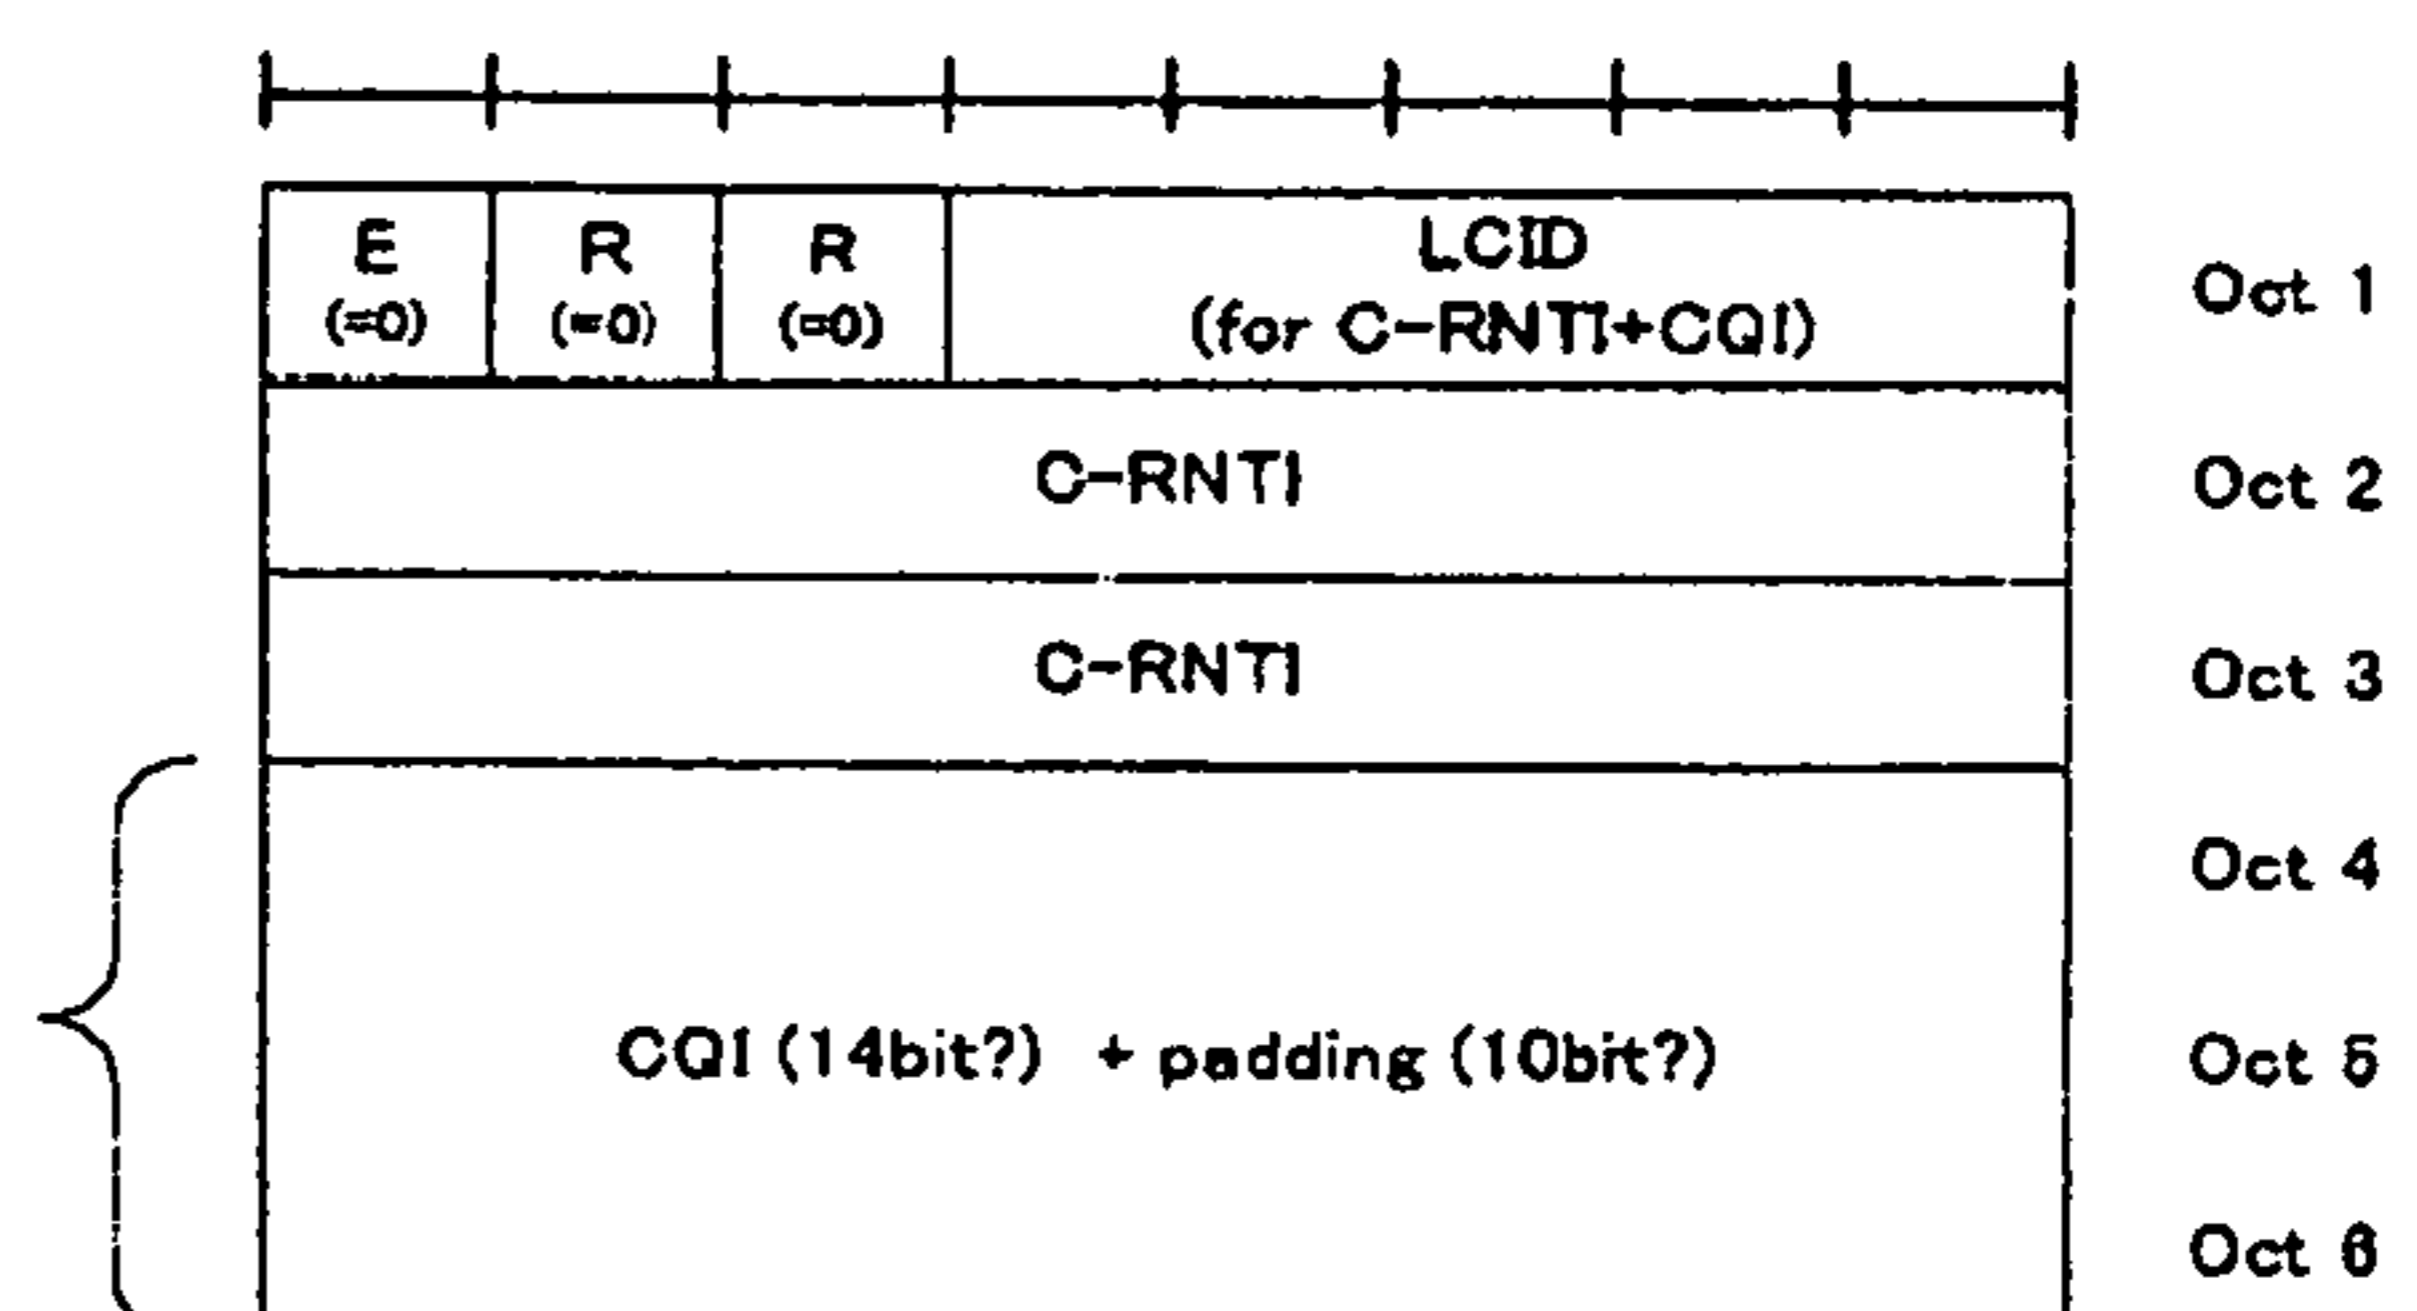 E R R LCID Oct 1
(=0) (=0) (=0) (for C-RNTI+CQI)
C-RNTI Oct 2
C-RNTI Oct 3
Oct 4
CQI (14bit?) + padding (10bit?) Oct 5
Oct 6